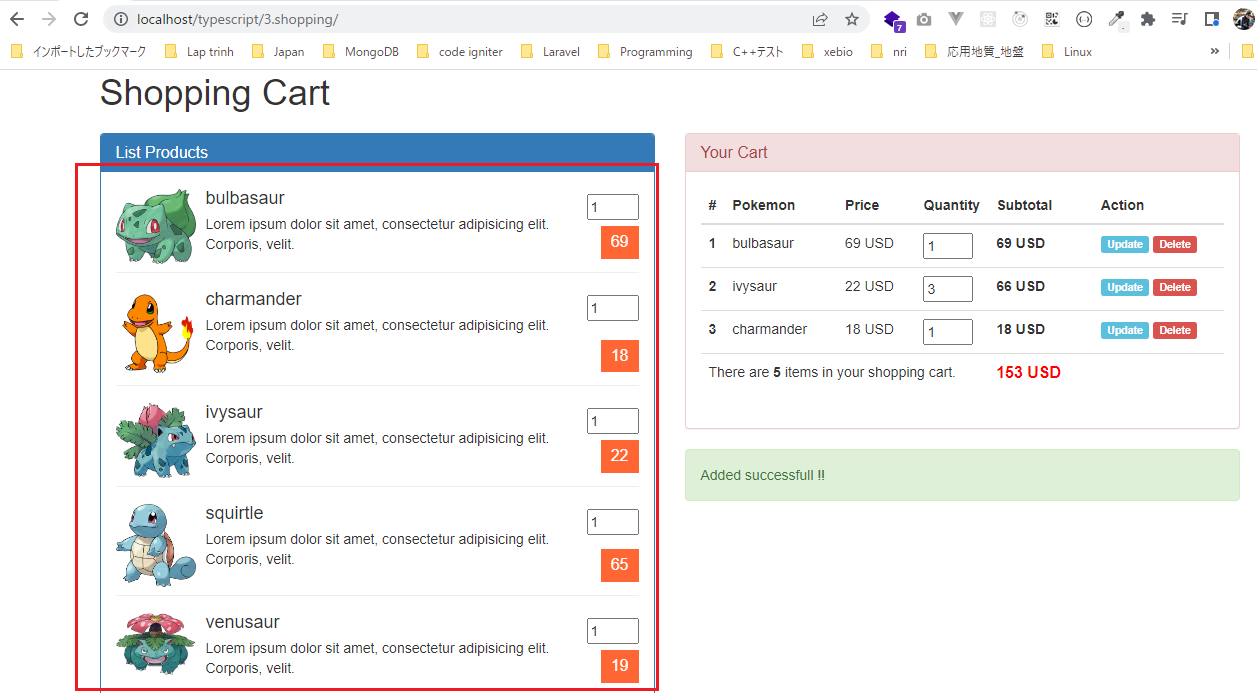 localhost/typescript/3.shopping/
7
インポートしたブックマーク Lap trinh Japan MongoDB code igniter Laravel Programming C++テスト xebio nri 応用地質_地盤 Linux »
Shopping Cart
List Products
bulbasaur
1
Lorem ipsum dolor sit amet, consectetur adipisicing elit.
Corporis, velit.
69
charmander
1
Lorem ipsum dolor sit amet, consectetur adipisicing elit.
Corporis, velit.
18
ivysaur
1
Lorem ipsum dolor sit amet, consectetur adipisicing elit.
Corporis, velit.
22
squirtle
1
Lorem ipsum dolor sit amet, consectetur adipisicing elit.
Corporis, velit.
65
venusaur
1
Lorem ipsum dolor sit amet, consectetur adipisicing elit.
Corporis, velit.
19
Your Cart
# Pokemon Price Quantity Subtotal Action
1 bulbasaur 69 USD 1 69 USD Update Delete
2 ivysaur 22 USD 3 66 USD Update Delete
3 charmander 18 USD 1 18 USD Update Delete
There are 5 items in your shopping cart. 153 USD
Added successfull !!